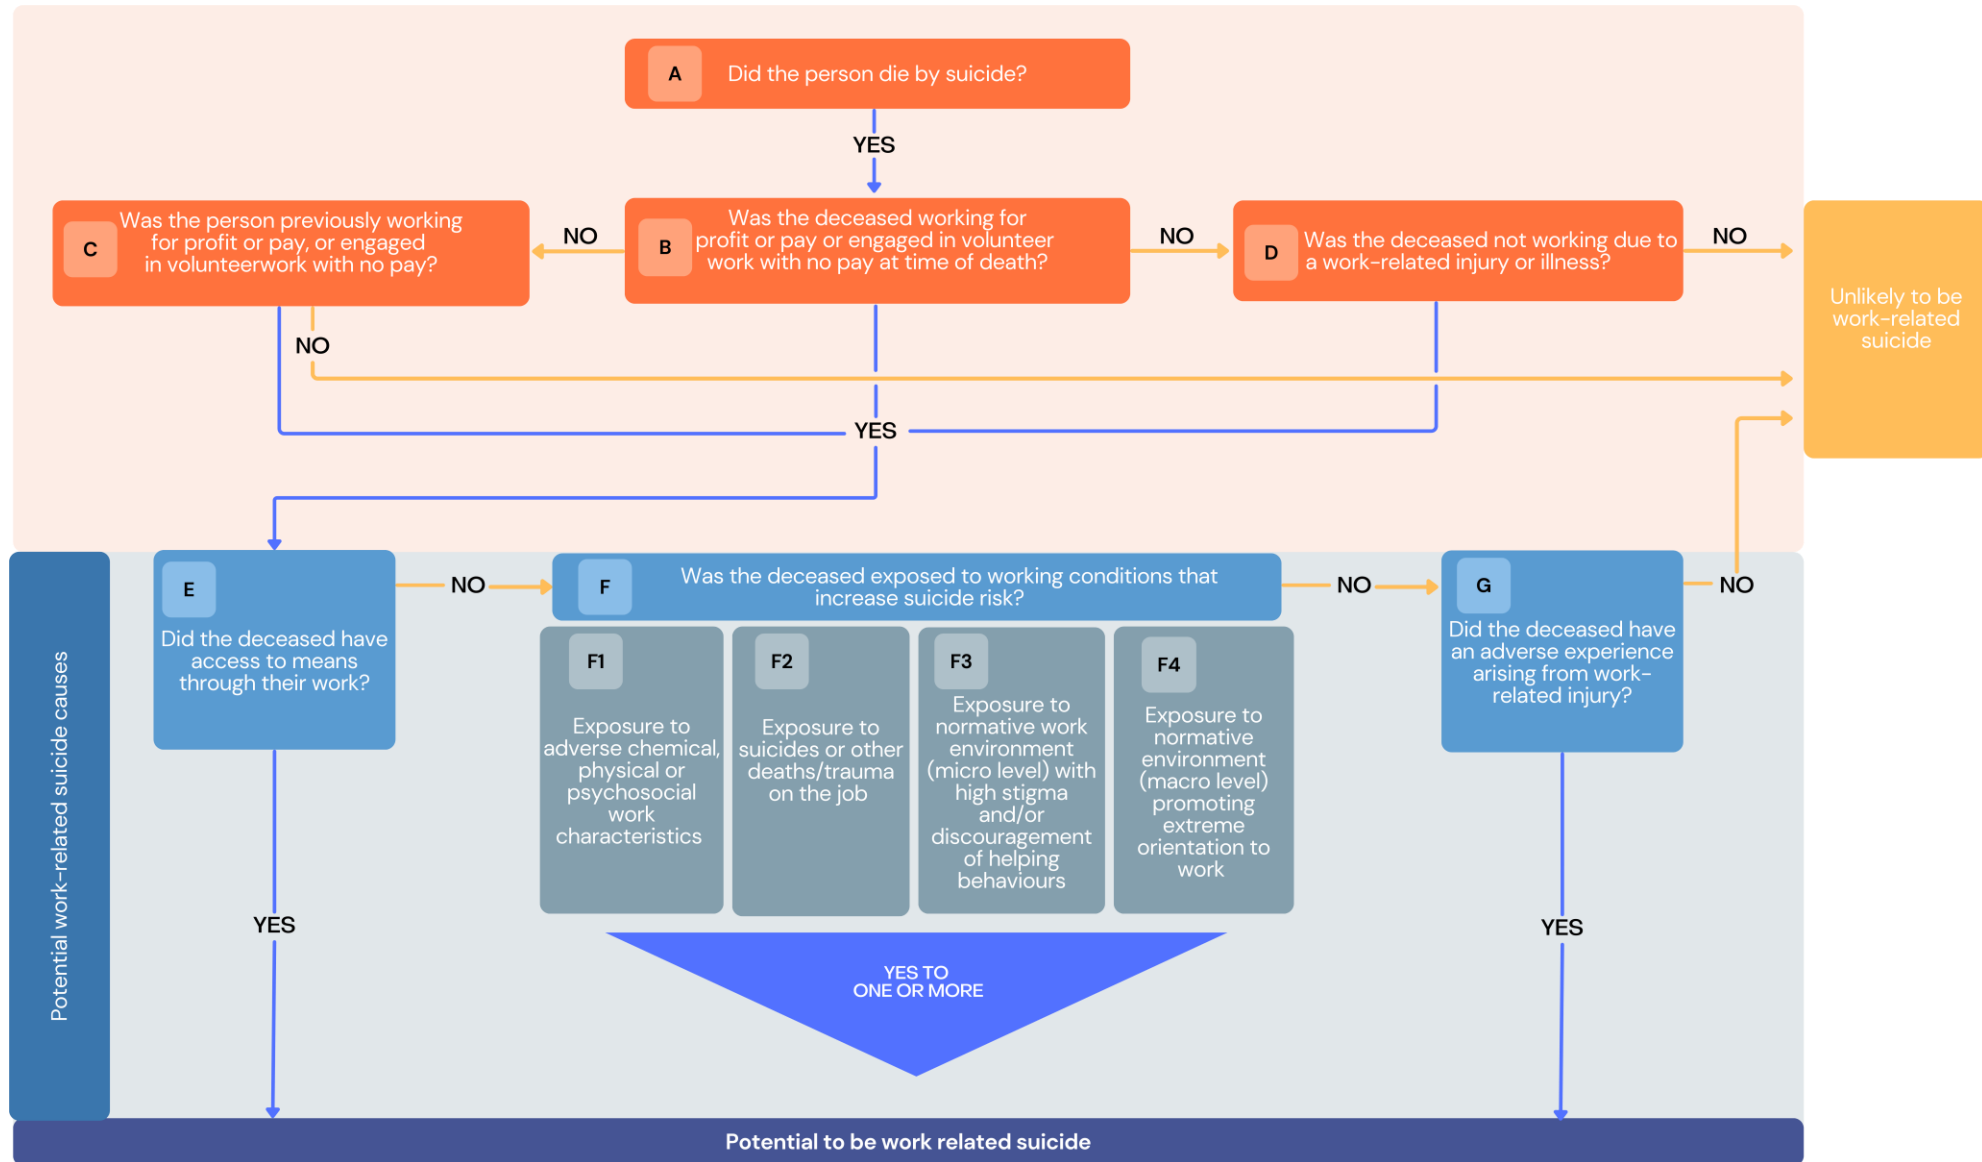 A
Did the person die by suicide?
YES
C
Was the person previously working
for profit or pay, or engaged
in volunteerwork with no pay?
NO
B
Was the deceased working for
profit or pay or engaged in volunteer
work with no pay at time of death?
NO
D
Was the deceased not working due to
a work-related injury or illness?
NO
Unlikely to be
work-related
suicide
NO
YES
Potential work-related suicide causes
E
Did the deceased have
access to means
through their work?
NO
F
Was the deceased exposed to working conditions that
increase suicide risk?
NO
G
Did the deceased have
an adverse experience
arising from work-
related injury?
NO
F1
Exposure to
adverse chemical,
physical or
psychosocial
work
characteristics
F2
Exposure to
suicides or other
deaths/trauma
on the job
F3
Exposure to
normative work
environment
(micro level) with
high stigma
and/or
discouragement
of helping
behaviours
F4
Exposure to
normative
environment
(macro level)
promoting
extreme
orientation to
work
YES
YES TO
ONE OR MORE
YES
Potential to be work related suicide